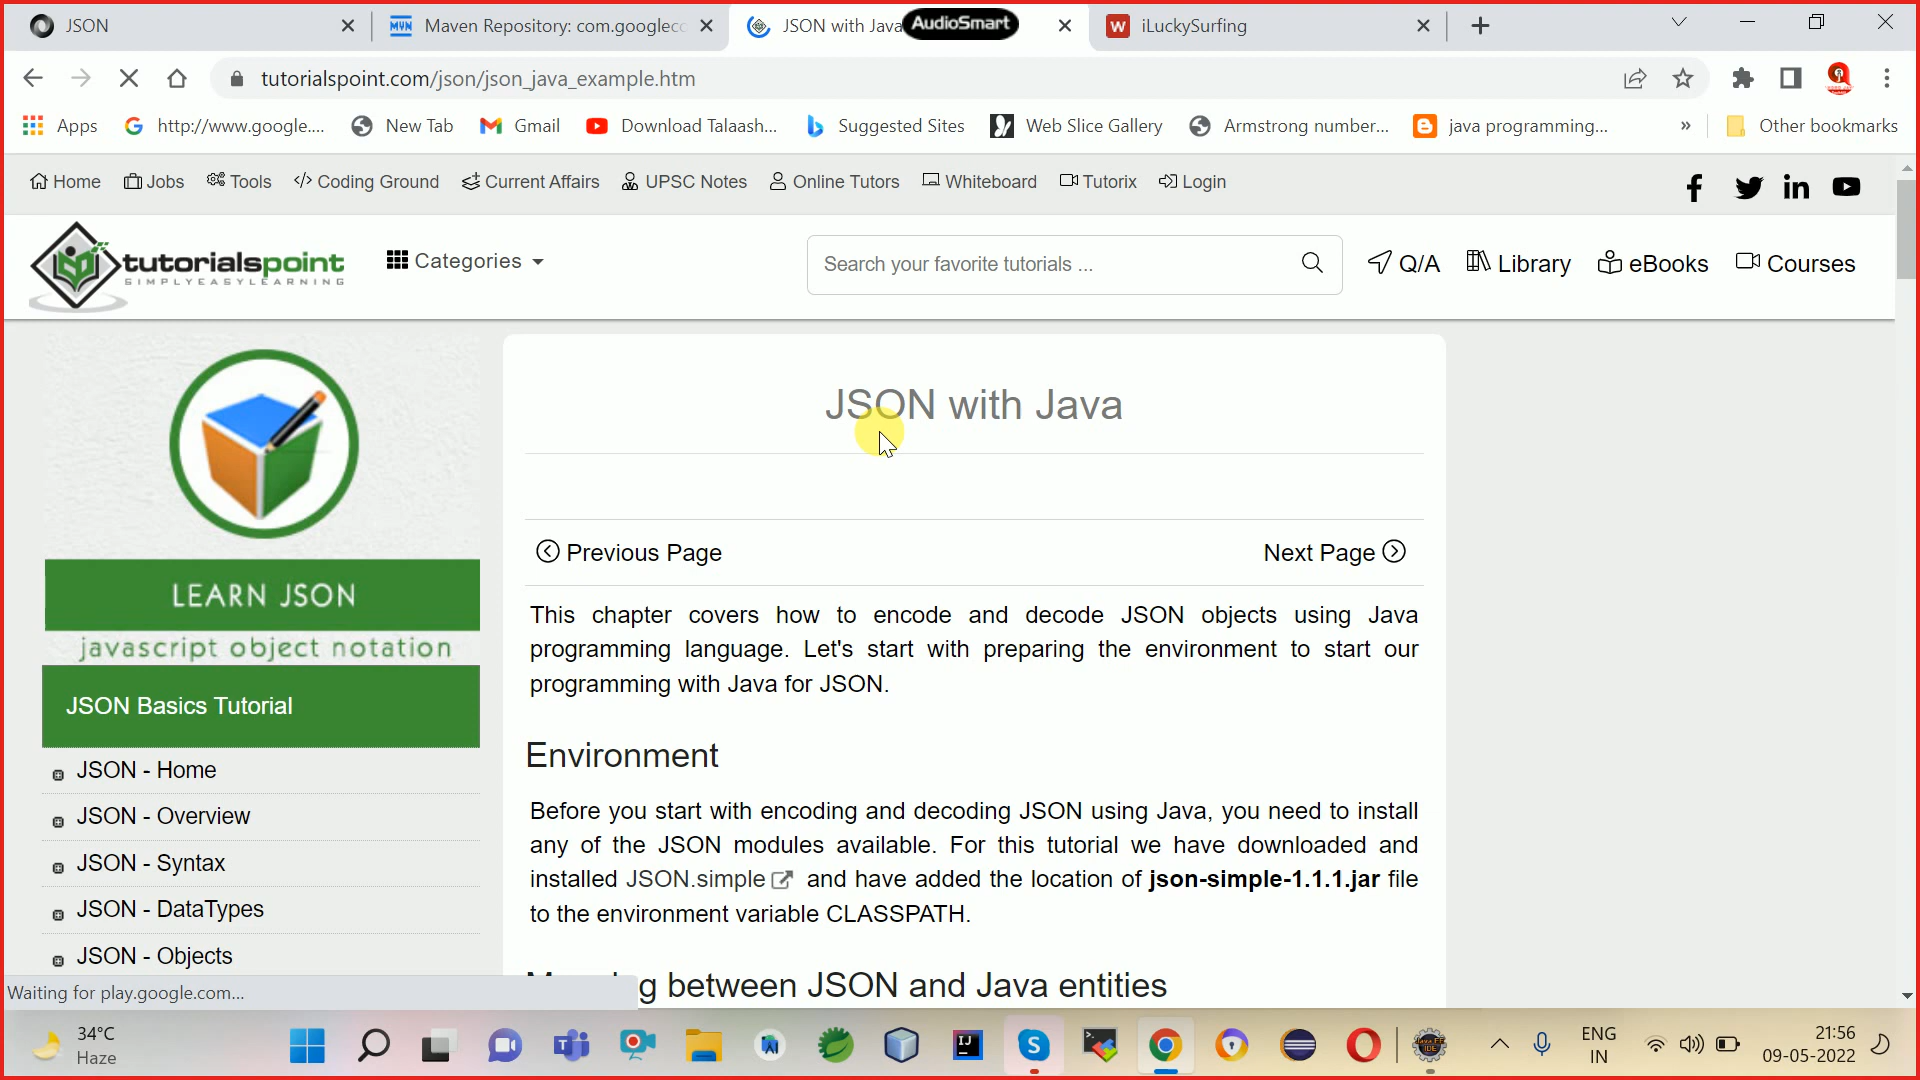 JSON
Maven Repository: com.googlecc
JSON with Java
AudioSmart
iLuckySurfing
tutorialspoint.com/json/json_java_example.htm
Apps
http://www.google....
New Tab
Gmail
Download Talaash...
Suggested Sites
Web Slice Gallery
Armstrong number...
java programming...
»
Other bookmarks
Home
Jobs
Tools
Coding Ground
Current Affairs
UPSC Notes
Online Tutors
Whiteboard
Tutorix
Login
tutorialspoint
SIMPLYEASYLEARNING
Categories
Search your favorite tutorials ...
Q/A
Library
eBooks
Courses
LEARN JSON
javascript object notation
JSON Basics Tutorial
JSON - Home
JSON - Overview
JSON - Syntax
JSON - DataTypes
JSON - Objects
JSON with Java
Previous Page
Next Page
This chapter covers how to encode and decode JSON objects using Java
programming language. Let's start with preparing the environment to start our
programming with Java for JSON.
Environment
Before you start with encoding and decoding JSON using Java, you need to install
any of the JSON modules available. For this tutorial we have downloaded and
installed JSON.simple and have added the location of json-simple-1.1.1.jar file
to the environment variable CLASSPATH.
between JSON and Java entities
Waiting for play.google.com...
34°C
Haze
ENG
IN
21:56
09-05-2022